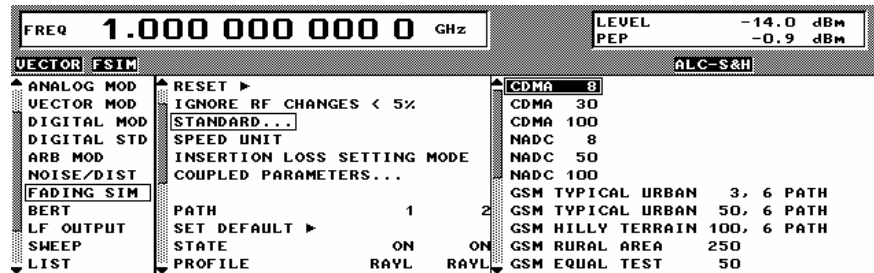 FREQ 1.000 000 000 0 GHz
LEVEL -14.0 dBm
PEP -0.9 dBm
VECTOR FSIM ALC-S&H
ANALOG MOD
VECTOR MOD
DIGITAL MOD
DIGITAL STD
ARB MOD
NOISE/DIST
FADING SIM
BERT
LF OUTPUT
SWEEP
LIST
RESET ►
IGNORE RF CHANGES < 5%
STANDARD...
SPEED UNIT
INSERTION LOSS SETTING MODE
COUPLED PARAMETERS...
PATH 1 2
SET DEFAULT ►
STATE ON ON
PROFILE RAYL RAYL
CDMA 8
CDMA 30
CDMA 100
NADC 8
NADC 50
NADC 100
GSM TYPICAL URBAN 3, 6 PATH
GSM TYPICAL URBAN 50, 6 PATH
GSM HILLY TERRAIN 100, 6 PATH
GSM RURAL AREA 250
GSM EQUAL TEST 50